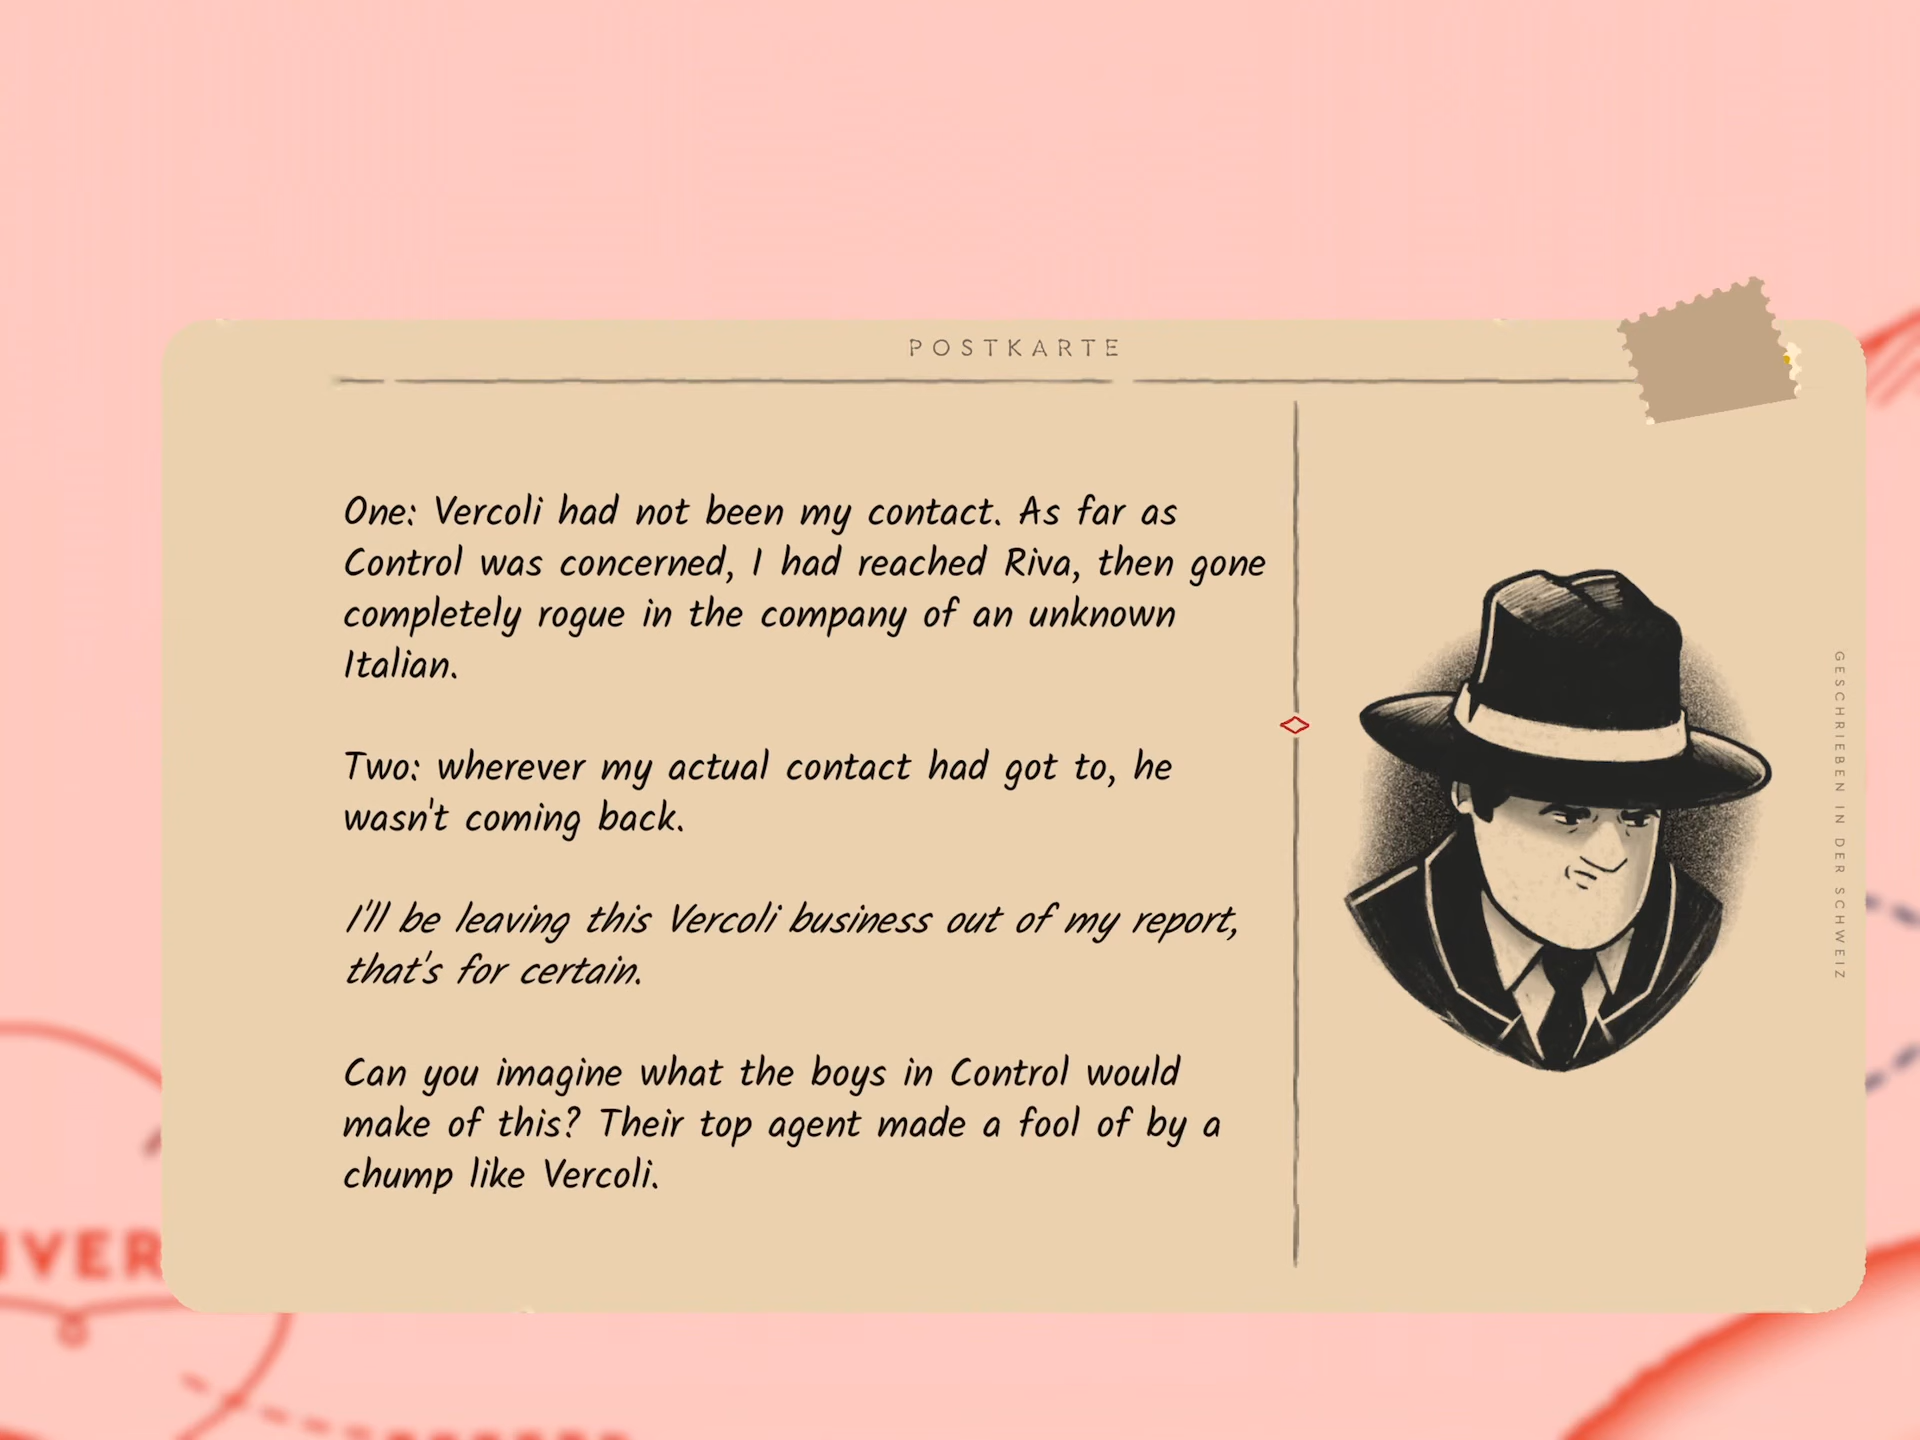 POSTKARTE
One: Vercoli had not been my contact. As far as
Control was concerned, I had reached Riva, then gone
completely rogue in the company of an unknown
Italian.
Two: wherever my actual contact had got to, he
wasn't coming back.
I'll be leaving this Vercoli business out of my report,
that's for certain.
Can you imagine what the boys in Control would
make of this? Their top agent made a fool of by a
chump like Vercoli.
GESCHRIEBEN IN DER SCHWEIZ